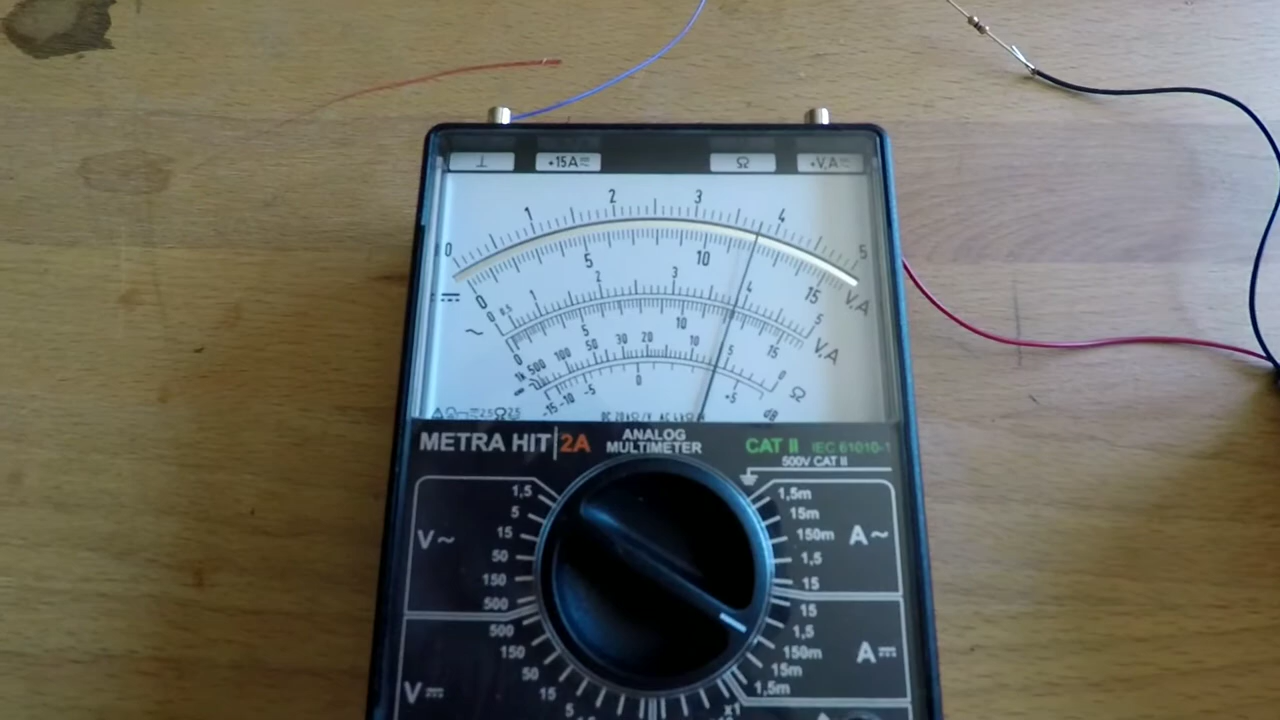 ⊥ +15A≂ Ω +V,A≂
0 1 2 3 4 5
0 5 10 15 V,A
0 0,5 1 2 3 4 5
0 5 10 15 V,A
∞ 1k 500 100 50 30 20 10 5 0 Ω
-15 -10 -5 0 +5 dB
METRA HIT 2A ANALOG MULTIMETER CAT II IEC 61010-1
500V CAT II
V~
1,5
5
15
50
150
500
1,5m
15m
150m
1,5
15
A~
15
1,5
150m
15m
1,5m
A⎓
500
150
50
15
5
V⎓
x1